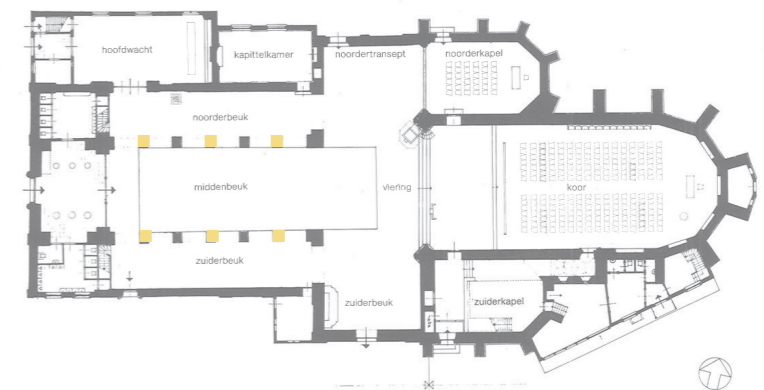 hoofdwacht
kapittelkamer
noordertransept
noorderkapel
noorderbeuk
middenbeuk
viering
koor
zuiderbeuk
zuiderbeuk
zuiderkapel